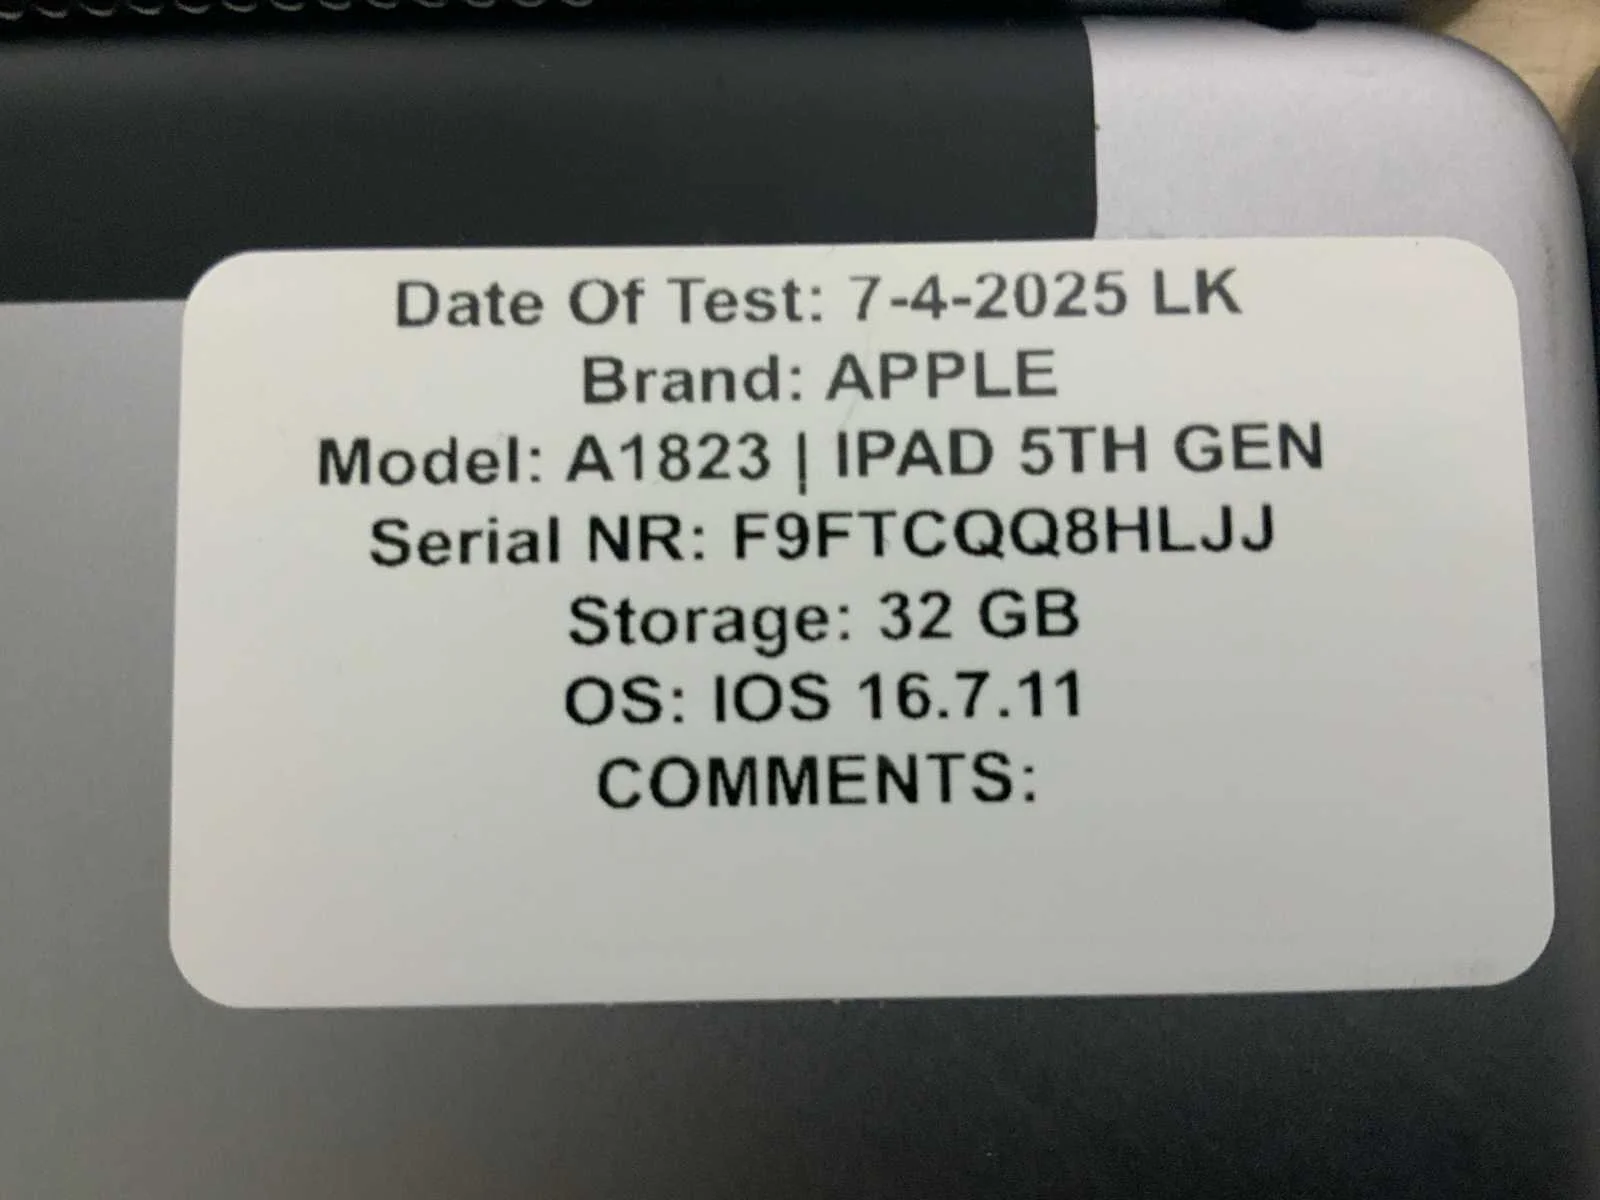 Date Of Test: 7-4-2025 LK
Brand: APPLE
Model: A1823 | IPAD 5TH GEN
Serial NR: F9FTCQQ8HLJJ
Storage: 32 GB
OS: IOS 16.7.11
COMMENTS: